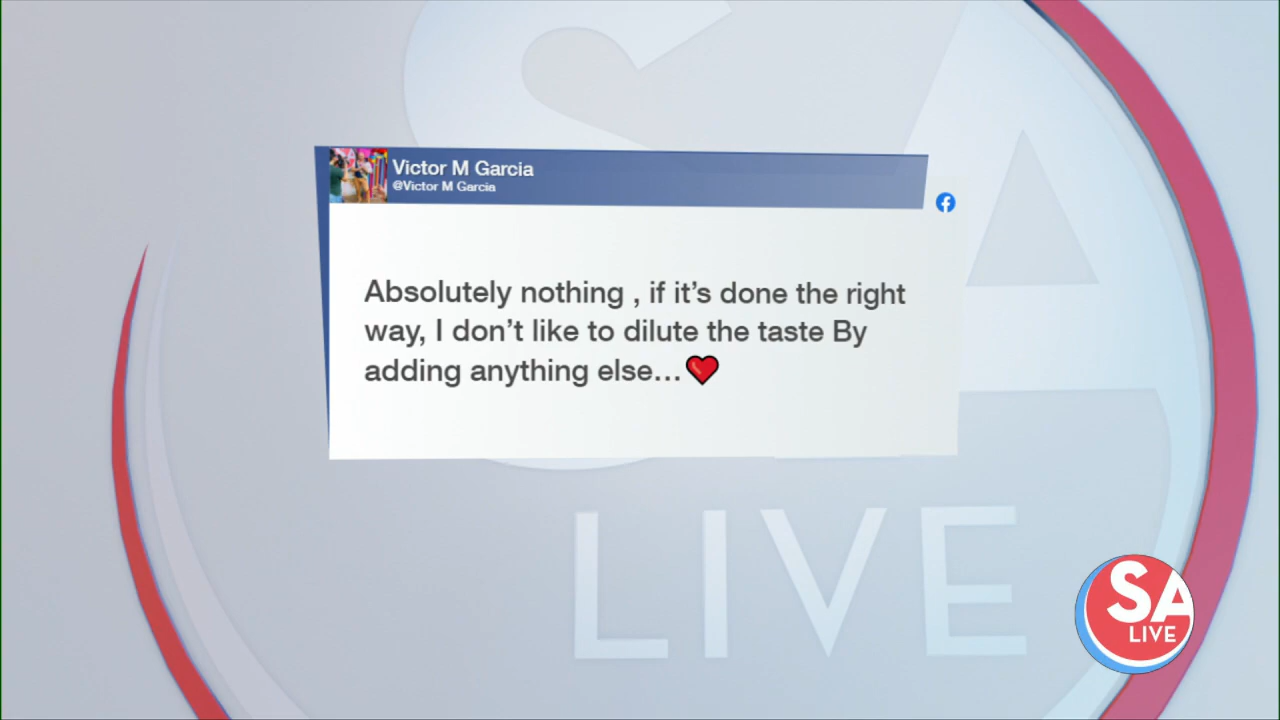 Victor M Garcia
@Victor M Garcia
Absolutely nothing , if it's done the right
way, I don't like to dilute the taste By
adding anything else...❤️
SA
LIVE
SA
LIVE